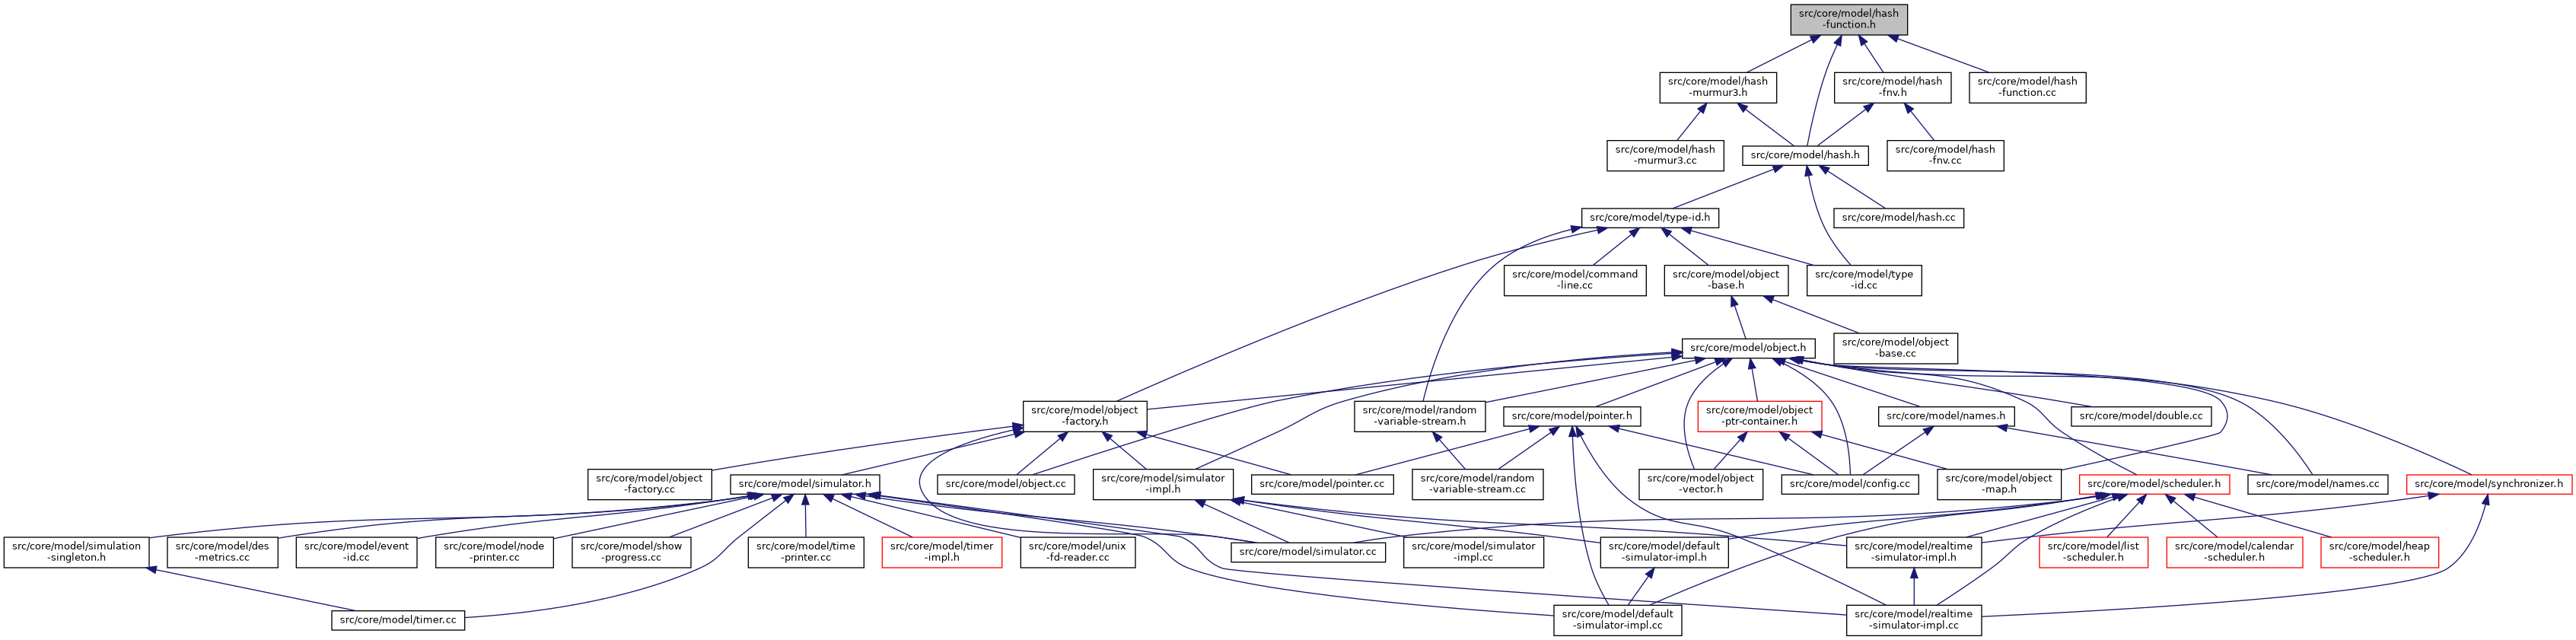 src/core/model/hash
-function.h
src/core/model/hash
-murmur3.h
src/core/model/hash
-fnv.h
src/core/model/hash
-function.cc
src/core/model/hash
-murmur3.cc
src/core/model/hash.h
src/core/model/hash
-fnv.cc
src/core/model/type-id.h
src/core/model/hash.cc
src/core/model/command
-line.cc
src/core/model/object
-base.h
src/core/model/type
-id.cc
src/core/model/object.h
src/core/model/object
-base.cc
src/core/model/object
-factory.h
src/core/model/random
-variable-stream.h
src/core/model/pointer.h
src/core/model/object
-ptr-container.h
src/core/model/names.h
src/core/model/double.cc
src/core/model/object
-factory.cc
src/core/model/simulator.h
src/core/model/object.cc
src/core/model/simulator
-impl.h
src/core/model/pointer.cc
src/core/model/random
-variable-stream.cc
src/core/model/object
-vector.h
src/core/model/config.cc
src/core/model/object
-map.h
src/core/model/scheduler.h
src/core/model/names.cc
src/core/model/synchronizer.h
src/core/model/simulation
-singleton.h
src/core/model/des
-metrics.cc
src/core/model/event
-id.cc
src/core/model/node
-printer.cc
src/core/model/show
-progress.cc
src/core/model/time
-printer.cc
src/core/model/timer
-impl.h
src/core/model/unix
-fd-reader.cc
src/core/model/simulator.cc
src/core/model/simulator
-impl.cc
src/core/model/default
-simulator-impl.h
src/core/model/realtime
-simulator-impl.h
src/core/model/list
-scheduler.h
src/core/model/calendar
-scheduler.h
src/core/model/heap
-scheduler.h
src/core/model/timer.cc
src/core/model/default
-simulator-impl.cc
src/core/model/realtime
-simulator-impl.cc